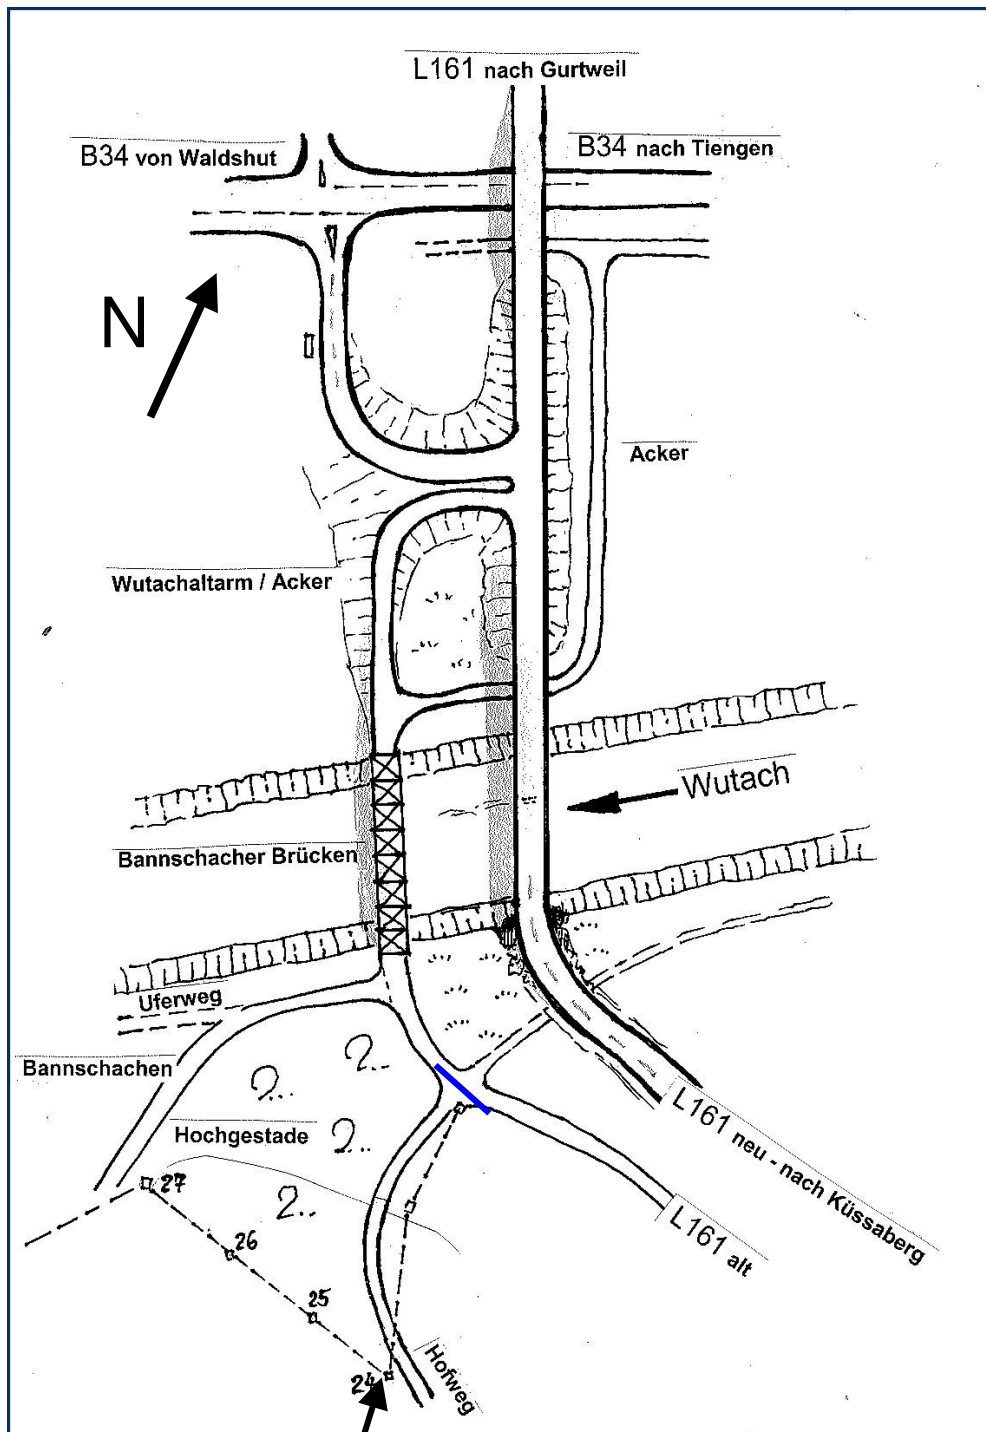 L161 nach Gurtweil
B34 von Waldshut
B34 nach Tiengen
N
Acker
Wutachaltarm / Acker
Wutach
Bannschacher Brücken
Uferweg
Bannschachen
Hochgestade
L161 neu - nach Küssaberg
L161 alt
27
26
25
24
Hofweg